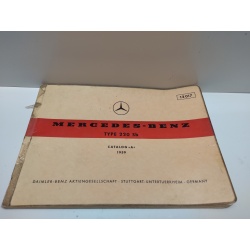 MERCEDES-BENZ
TYPE 220 Sb
CATALOG »A«
1959
DAIMLER-BENZ AKTIENGESELLSCHAFT · STUTTGART-UNTERTÜRKHEIM · GERMANY